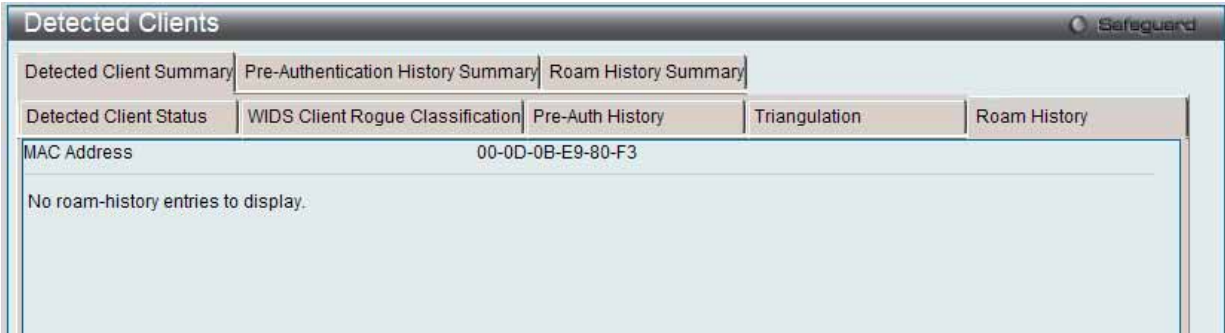 Detected Clients Safeguard
Detected Client Summary Pre-Authentication History Summary Roam History Summary
Detected Client Status WIDS Client Rogue Classification Pre-Auth History Triangulation Roam History
MAC Address 00-0D-0B-E9-80-F3
No roam-history entries to display.